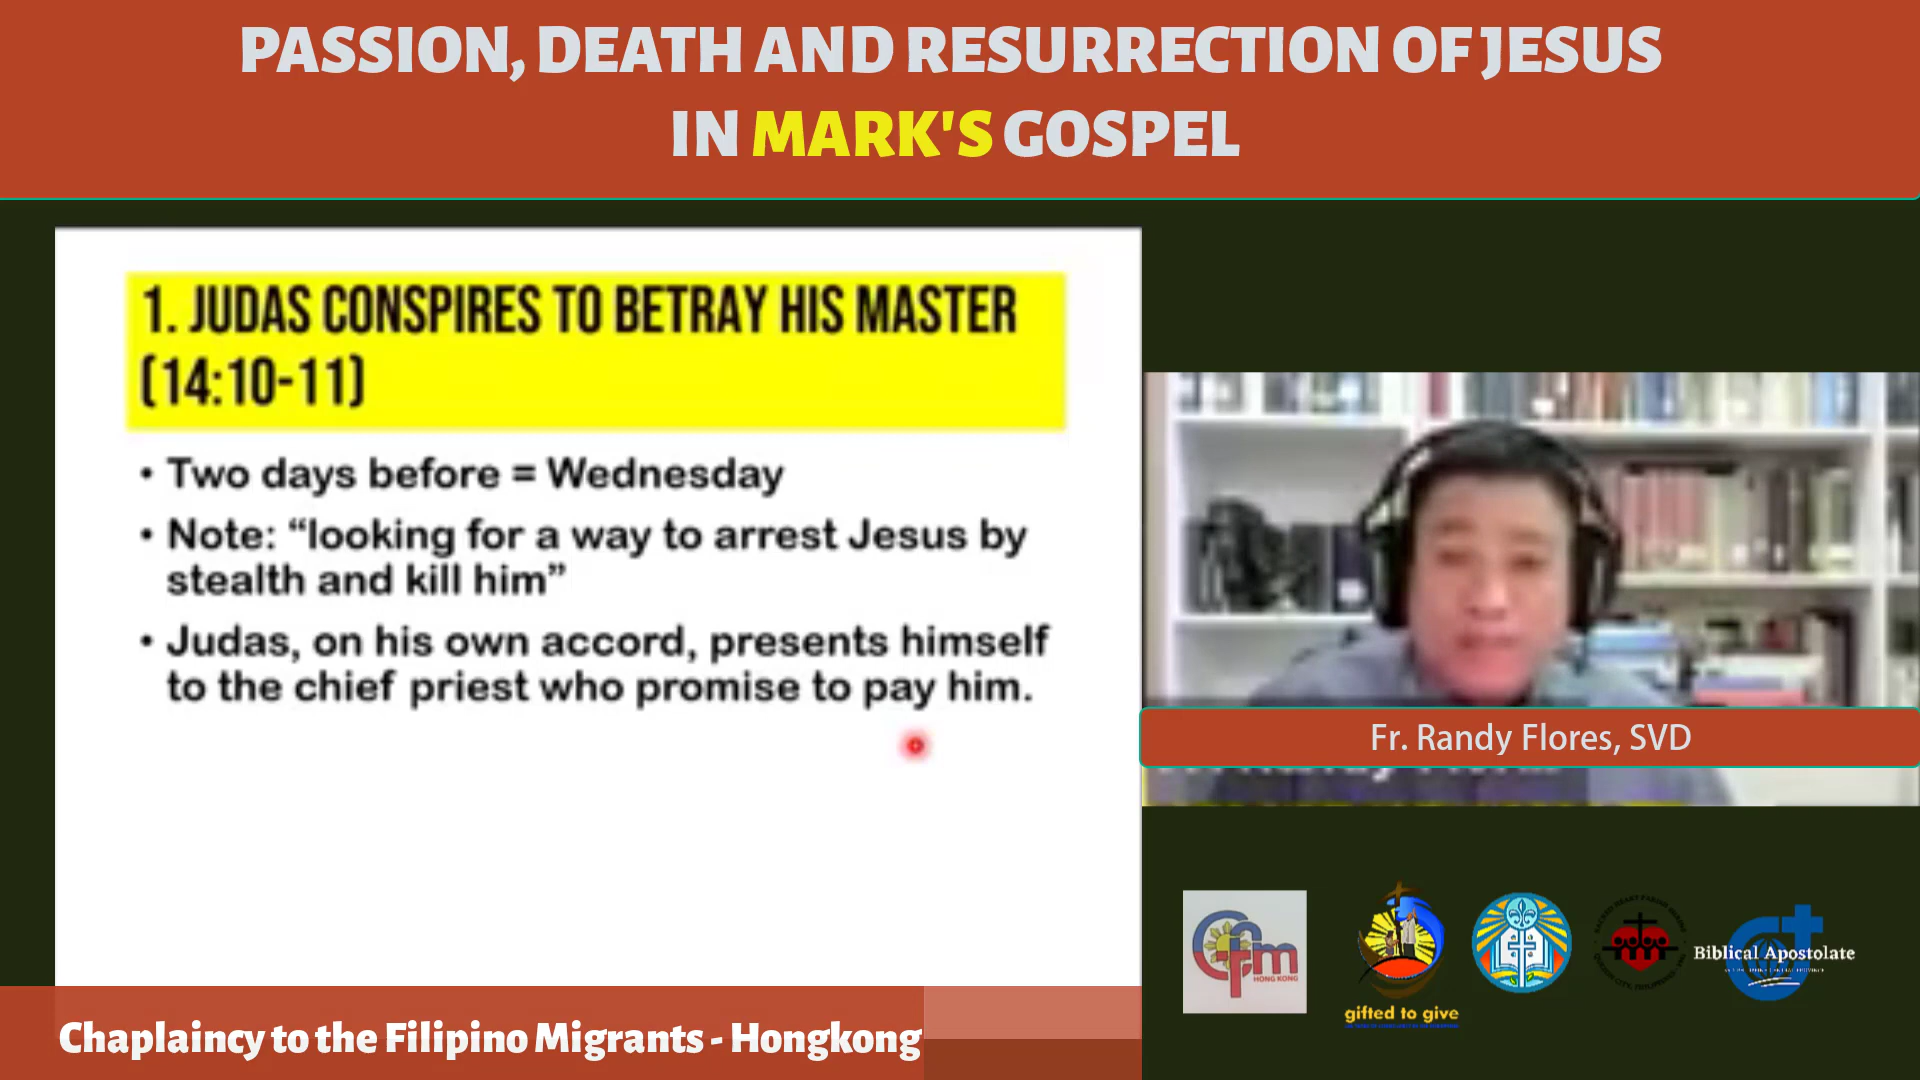 PASSION, DEATH AND RESURRECTION OF JESUS
IN MARK'S GOSPEL
1. JUDAS CONSPIRES TO BETRAY HIS MASTER
(14:10-11)
• Two days before = Wednesday
• Note: “looking for a way to arrest Jesus by
stealth and kill him”
• Judas, on his own accord, presents himself
to the chief priest who promise to pay him.
Fr. Randy Flores, SVD
cfm
HONG KONG
gifted to give
Biblical Apostolate
Chaplaincy to the Filipino Migrants - Hongkong